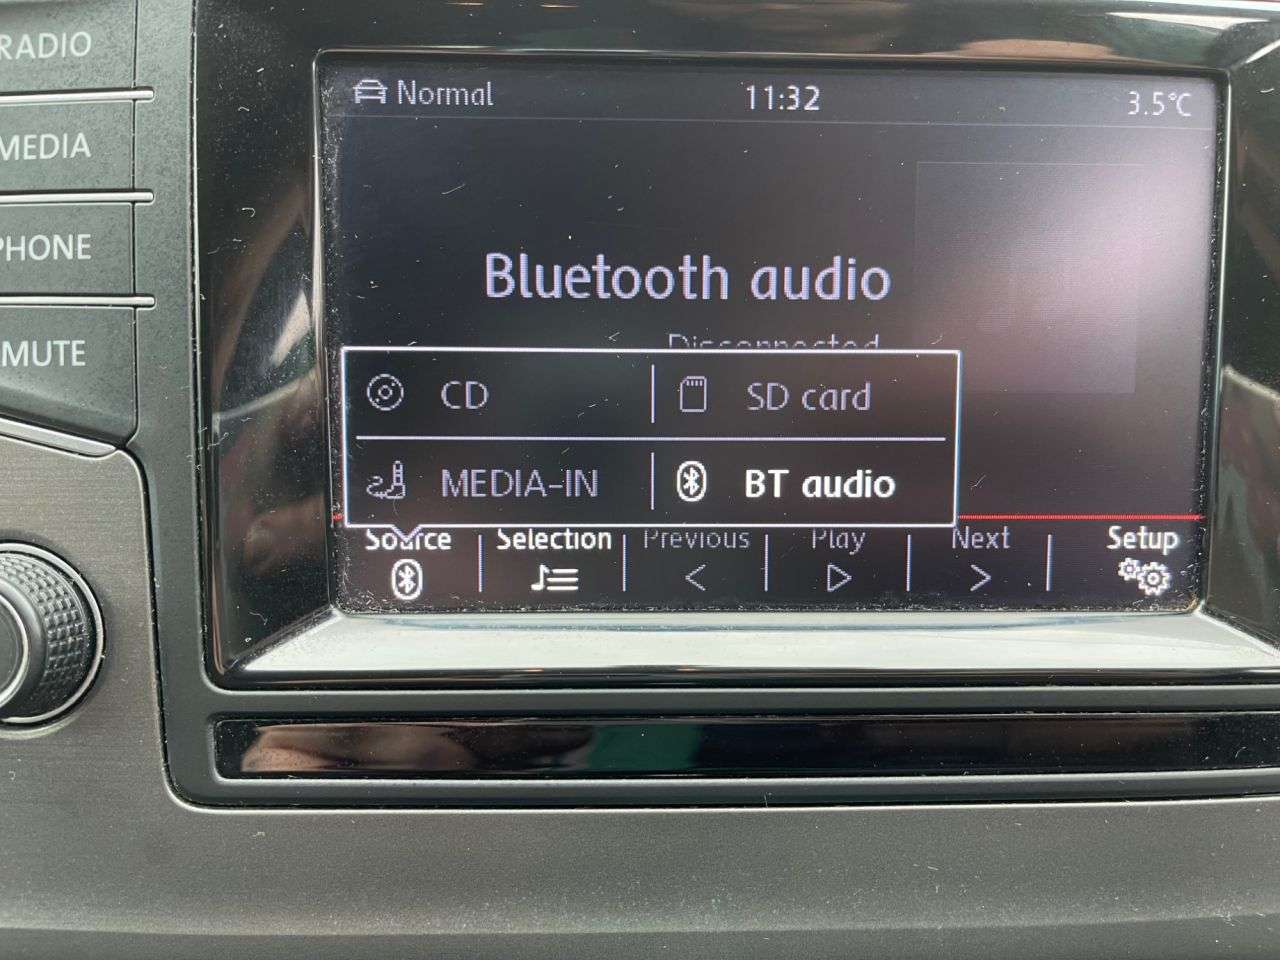 RADIO
MEDIA
PHONE
MUTE
Normal 11:32 3.5°C
Bluetooth audio
Disconnected
CD SD card
MEDIA-IN BT audio
Source Selection Previous Play Next Setup